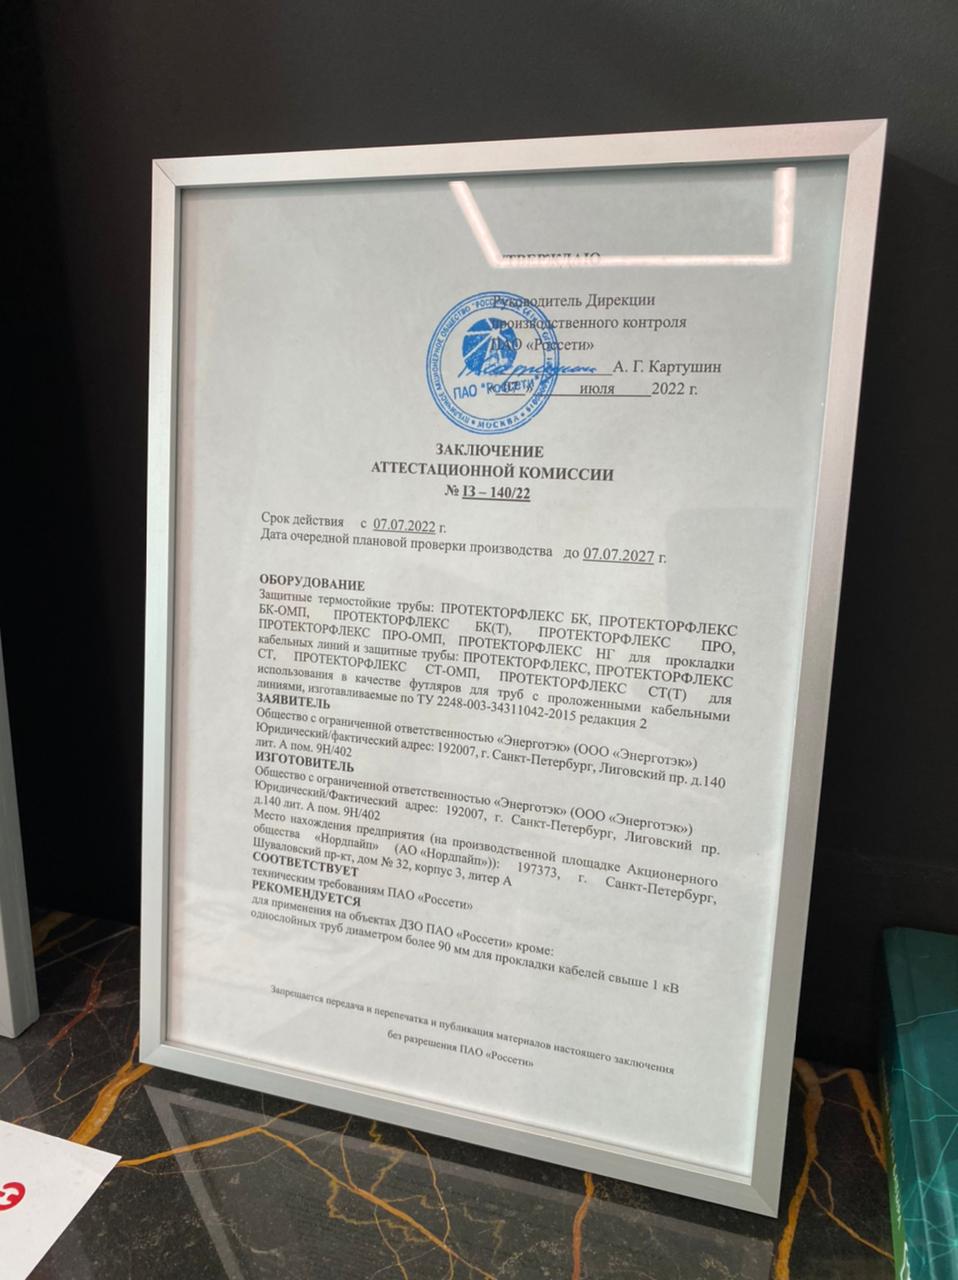 УТВЕРЖДАЮ
Руководитель Дирекции
производственного контроля
ПАО «Россети»
А. Г. Картушин
« 07 » июля 2022 г.
ПАО "Россети"
МОСКВА
ЗАКЛЮЧЕНИЕ
АТТЕСТАЦИОННОЙ КОМИССИИ
№ IЗ – 140/22
Срок действия с 07.07.2022 г.
Дата очередной плановой проверки производства до 07.07.2027 г.
ОБОРУДОВАНИЕ
Защитные термостойкие трубы: ПРОТЕКТОРФЛЕКС БК, ПРОТЕКТОРФЛЕКС
БК-ОМП, ПРОТЕКТОРФЛЕКС БК(Т), ПРОТЕКТОРФЛЕКС ПРО,
ПРОТЕКТОРФЛЕКС ПРО-ОМП, ПРОТЕКТОРФЛЕКС НГ для прокладки
кабельных линий и защитные трубы: ПРОТЕКТОРФЛЕКС, ПРОТЕКТОРФЛЕКС
СТ, ПРОТЕКТОРФЛЕКС СТ-ОМП, ПРОТЕКТОРФЛЕКС СТ(Т) для
использования в качестве футляров для труб с проложенными кабельными
линиями, изготавливаемые по ТУ 2248-003-34311042-2015 редакция 2
ЗАЯВИТЕЛЬ
Общество с ограниченной ответственностью «Энерготэк» (ООО «Энерготэк»)
Юридический/фактический адрес: 192007, г. Санкт-Петербург, Лиговский пр. д.140
лит. А пом. 9Н/402
ИЗГОТОВИТЕЛЬ
Общество с ограниченной ответственностью «Энерготэк» (ООО «Энерготэк»)
Юридический/Фактический адрес: 192007, г. Санкт-Петербург, Лиговский пр.
д.140 лит. А пом. 9Н/402
Место нахождения предприятия (на производственной площадке Акционерного
общества «Нордпайп» (АО «Нордпайп»)): 197373, г. Санкт-Петербург,
Шуваловский пр-кт, дом № 32, корпус 3, литер А
СООТВЕТСТВУЕТ
техническим требованиям ПАО «Россети»
РЕКОМЕНДУЕТСЯ
для применения на объектах ДЗО ПАО «Россети» кроме:
однослойных труб диаметром более 90 мм для прокладки кабелей свыше 1 кВ
Запрещается передача и перепечатка и публикация материалов настоящего заключения
без разрешения ПАО «Россети»